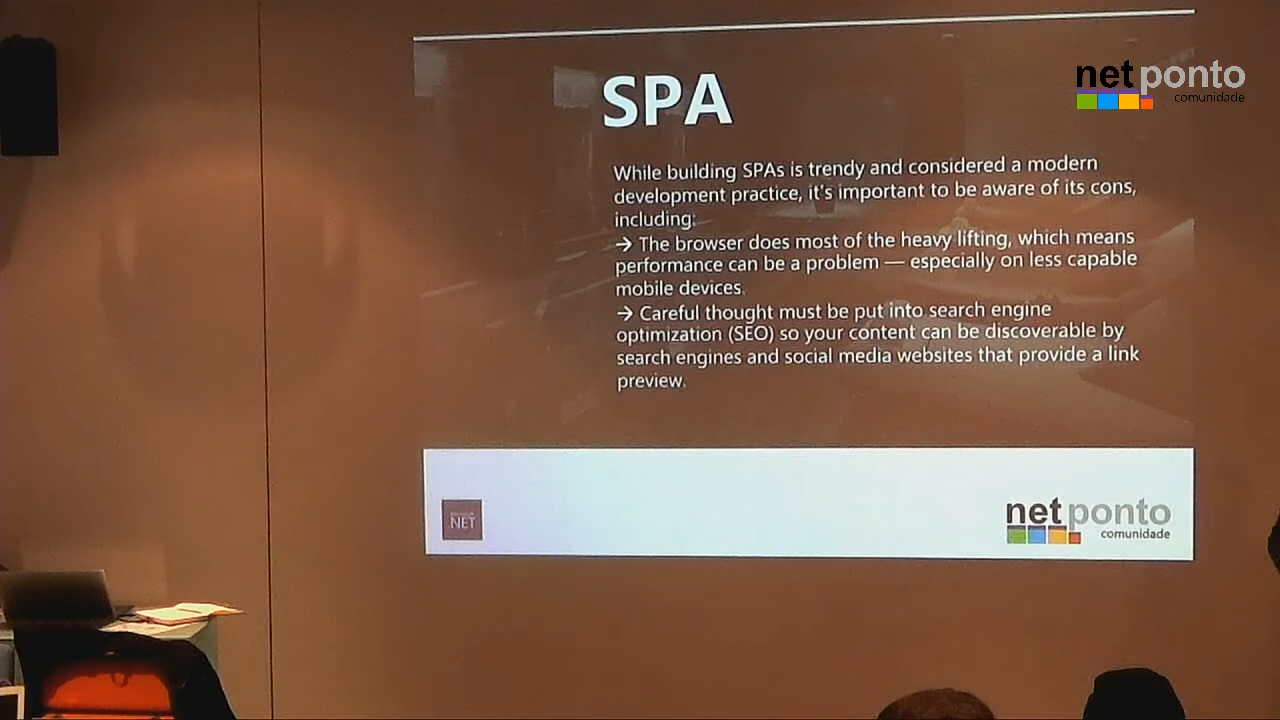 SPA
net ponto
comunidade
While building SPAs is trendy and considered a modern
development practice, it's important to be aware of its cons,
including:
→ The browser does most of the heavy lifting, which means
performance can be a problem — especially on less capable
mobile devices.
→ Careful thought must be put into search engine
optimization (SEO) so your content can be discoverable by
search engines and social media websites that provide a link
preview.
NET
net ponto
comunidade